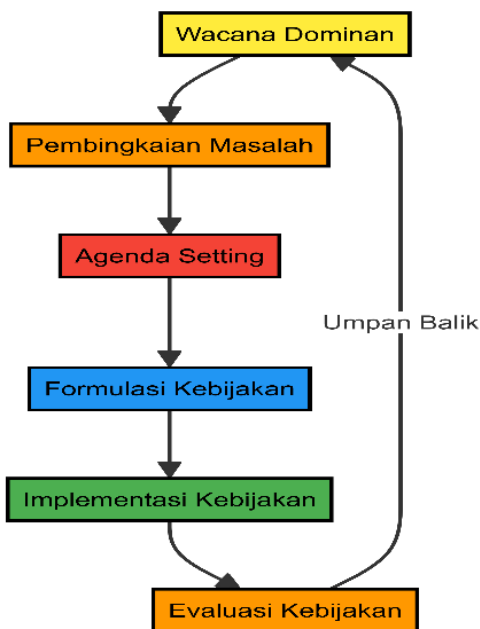 Wacana Dominan
Pembingkaian Masalah
Agenda Setting
Umpan Balik
Formulasi Kebijakan
Implementasi Kebijakan
Evaluasi Kebijakan